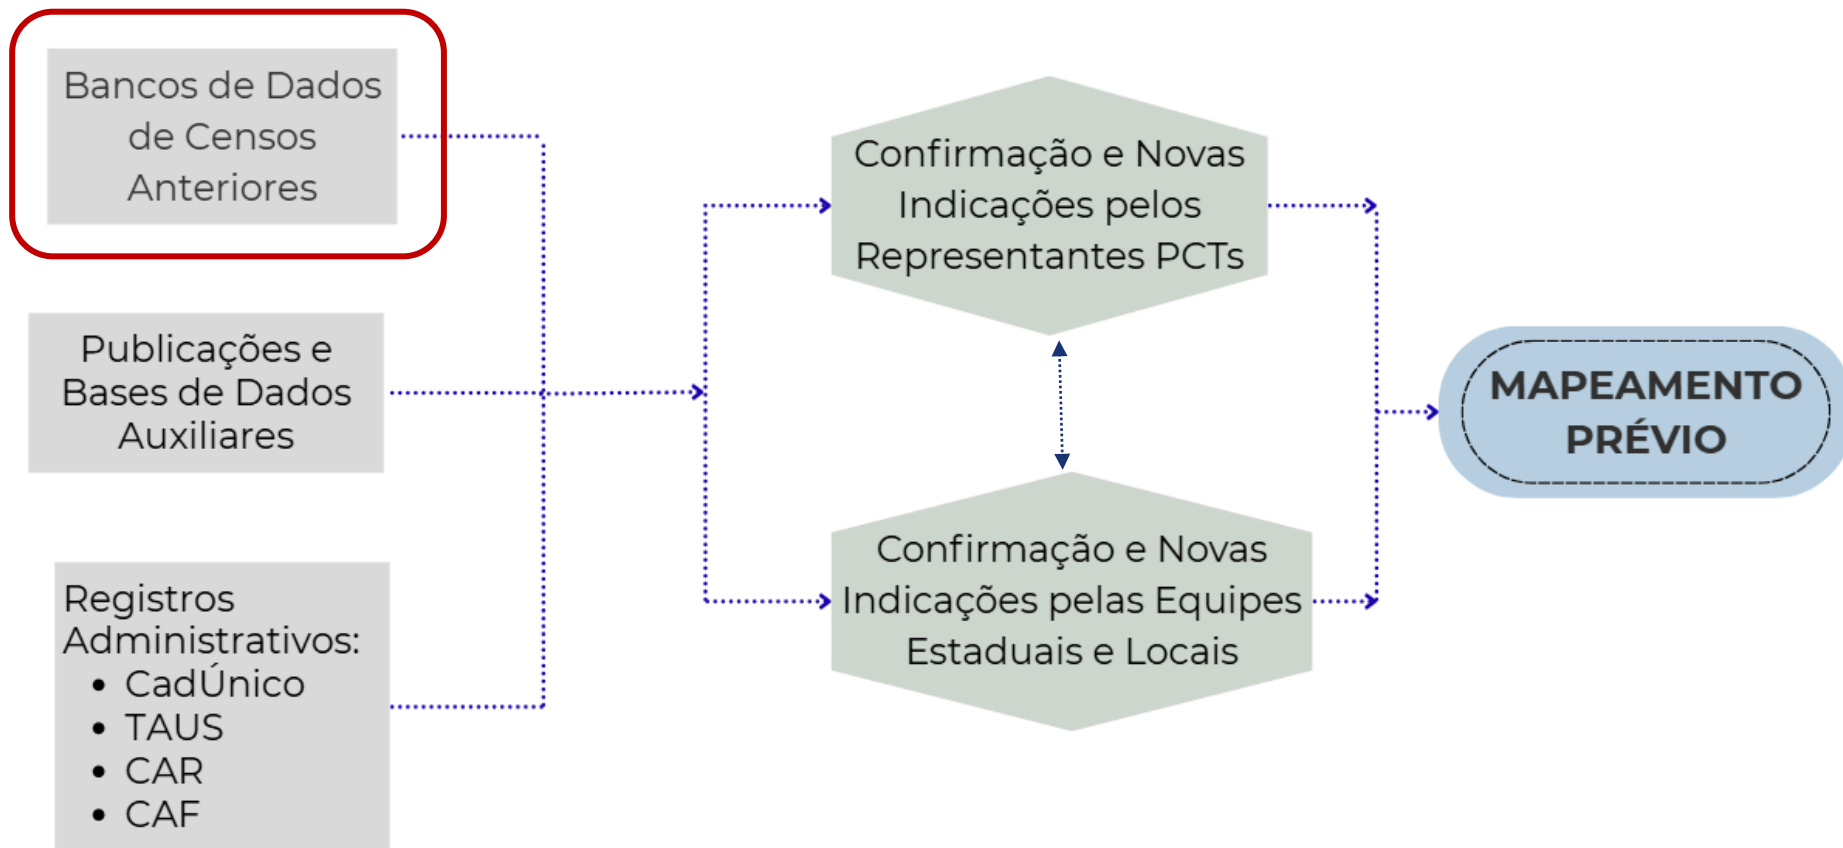 Bancos de Dados
de Censos
Anteriores
Publicações e
Bases de Dados
Auxiliares
Registros
Administrativos:
• CadÚnico
• TAUS
• CAR
• CAF
Confirmação e Novas
Indicações pelos
Representantes PCTs
Confirmação e Novas
Indicações pelas Equipes
Estaduais e Locais
MAPEAMENTO
PRÉVIO